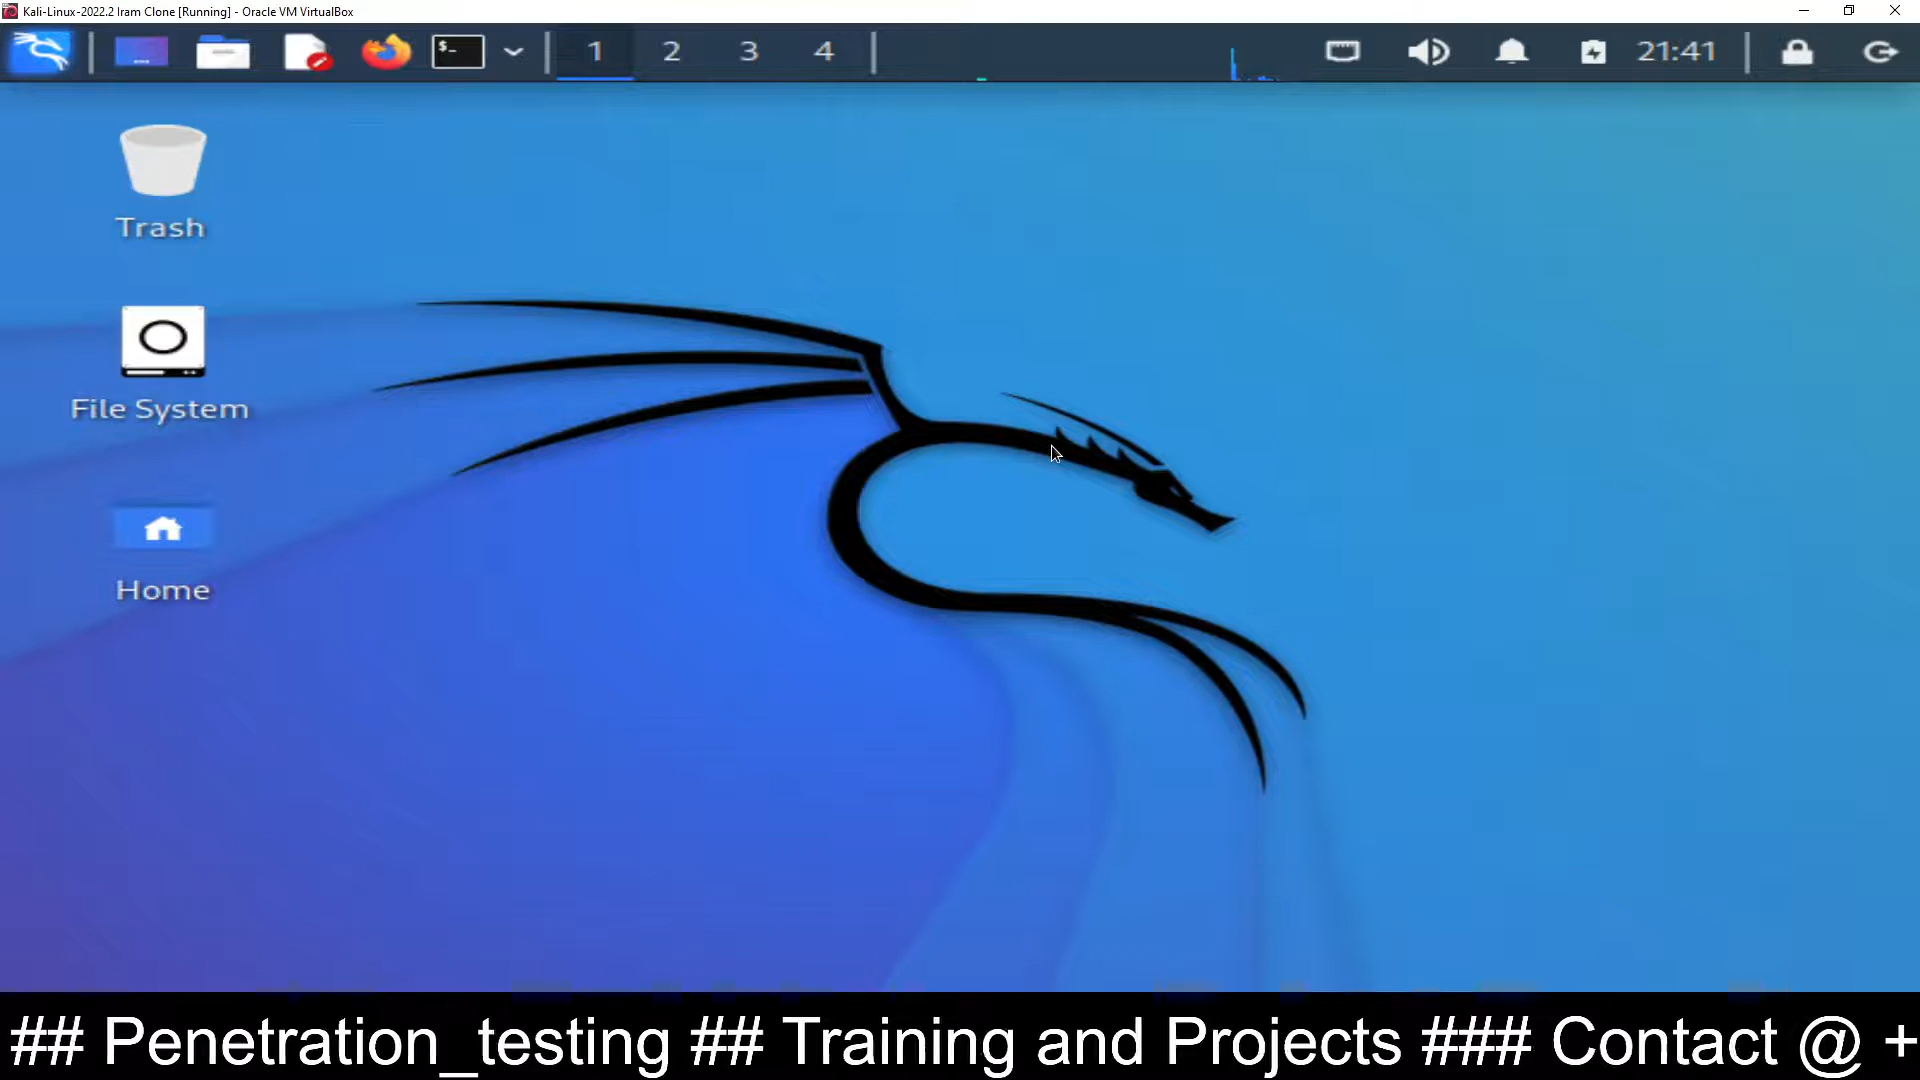 Kali-Linux-2022.2 Iram Clone [Running] - Oracle VM VirtualBox
$-
1 2 3 4
21:41
Trash
File System
Home
## Penetration_testing ## Training and Projects ### Contact @ +